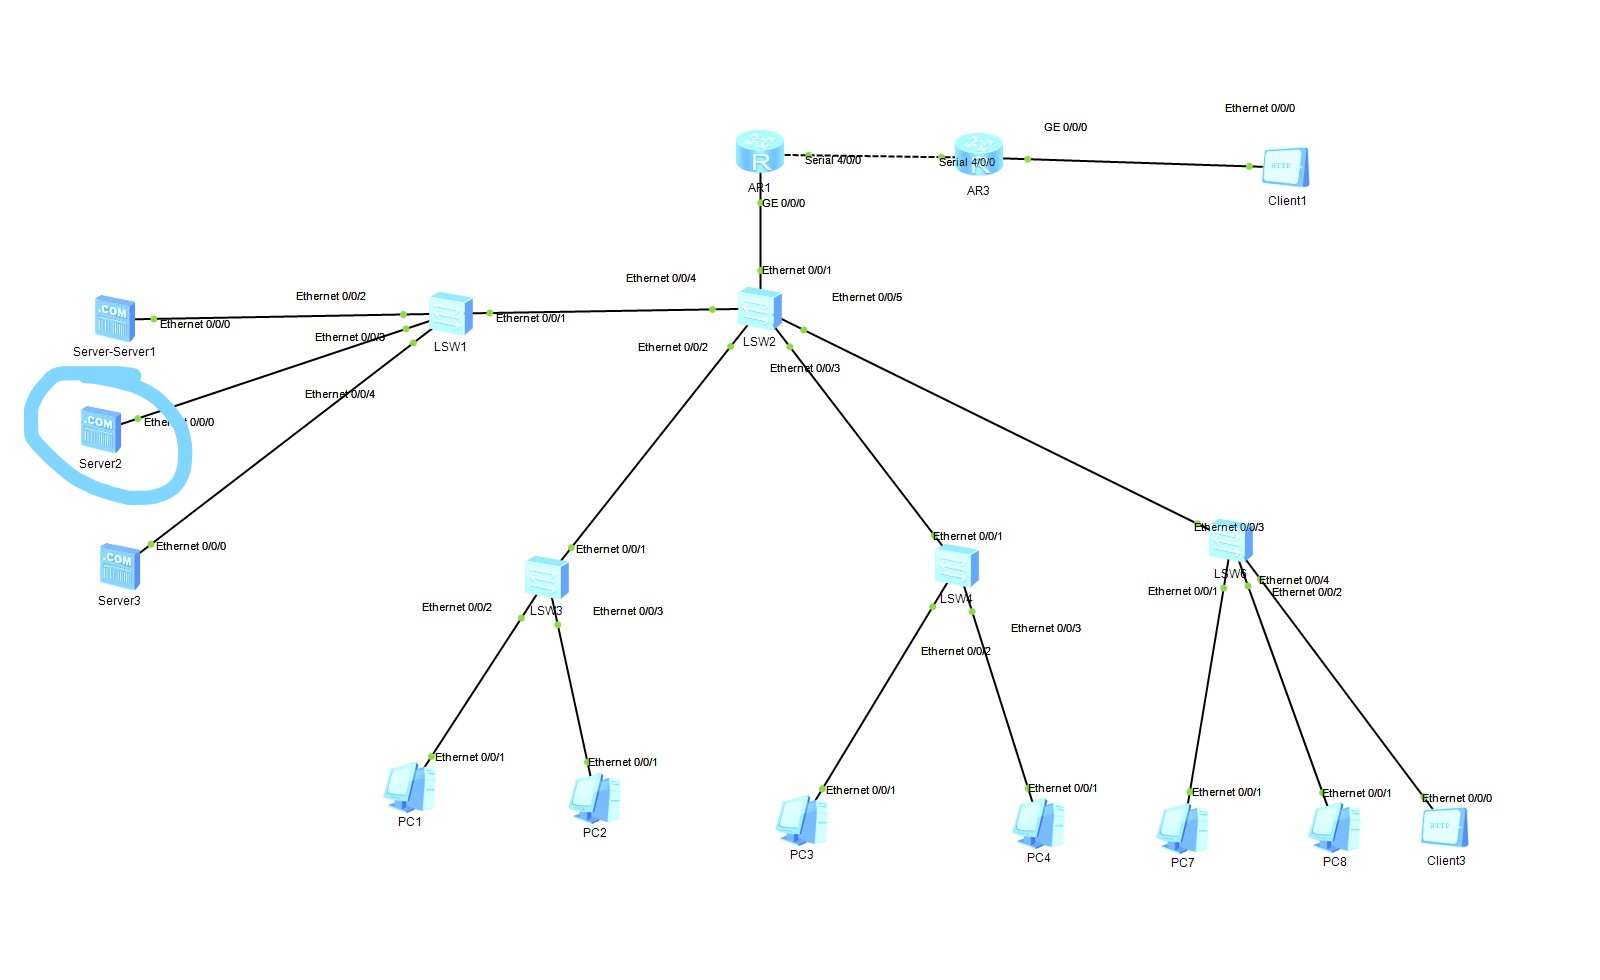 Ethernet 0/0/0
GE 0/0/0
Serial 4/0/0
Serial 4/0/0
R
AR1
AR3
Client1
HTTP
GE 0/0/0
Ethernet 0/0/1
Ethernet 0/0/4
Ethernet 0/0/5
Ethernet 0/0/2
.COM
Ethernet 0/0/0
Ethernet 0/0/1
Ethernet 0/0/3
Server-Server1
LSW1
LSW2
Ethernet 0/0/2
Ethernet 0/0/3
Ethernet 0/0/4
.COM
Ethernet 0/0/0
Server2
Ethernet 0/0/0
.COM
Server3
Ethernet 0/0/1
Ethernet 0/0/1
Ethernet 0/0/3
LSW3
LSW4
LSW6
Ethernet 0/0/4
Ethernet 0/0/1
Ethernet 0/0/2
Ethernet 0/0/2
Ethernet 0/0/3
Ethernet 0/0/3
Ethernet 0/0/2
Ethernet 0/0/1
Ethernet 0/0/1
Ethernet 0/0/1
Ethernet 0/0/1
Ethernet 0/0/1
Ethernet 0/0/1
Ethernet 0/0/0
HTTP
PC1
PC2
PC3
PC4
PC7
PC8
Client3